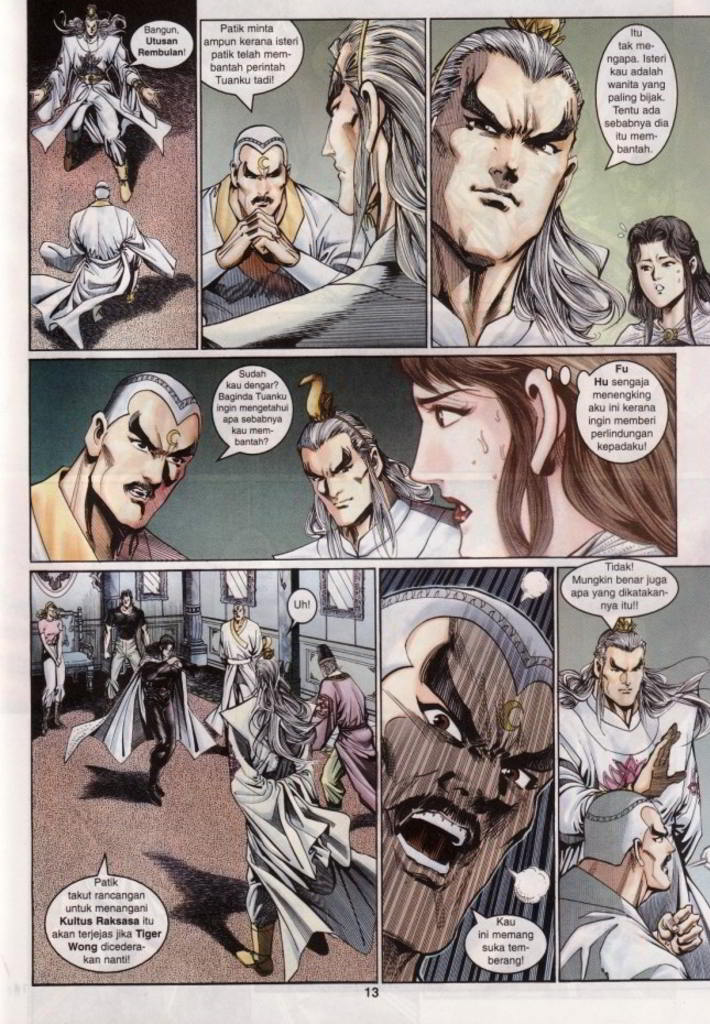 Bangun,
Utusan
Rembulan!
Patik minta
ampun kerana isteri
patik telah mem-
bantah perintah
Tuanku tadi!
Itu
tak me-
ngapa. Isteri
kau adalah
wanita yang
paling bijak.
Tentu ada
sebabnya dia
itu mem-
bantah.
Sudah
kau dengar?
Baginda Tuanku
ingin mengetahui
apa sebabnya
kau mem-
bantah?
Fu
Hu sengaja
menengking
aku ini kerana
ingin memberi
perlindungan
kepadaku!
Uh!
Patik
takut rancangan
untuk menangani
Kultus Raksasa itu
akan terjejas jika Tiger
Wong dicedera-
kan nanti!
Kau
ini memang
suka tem-
berang!
Tidak!
Mungkin benar juga
apa yang dikatakan-
nya itu!!
13